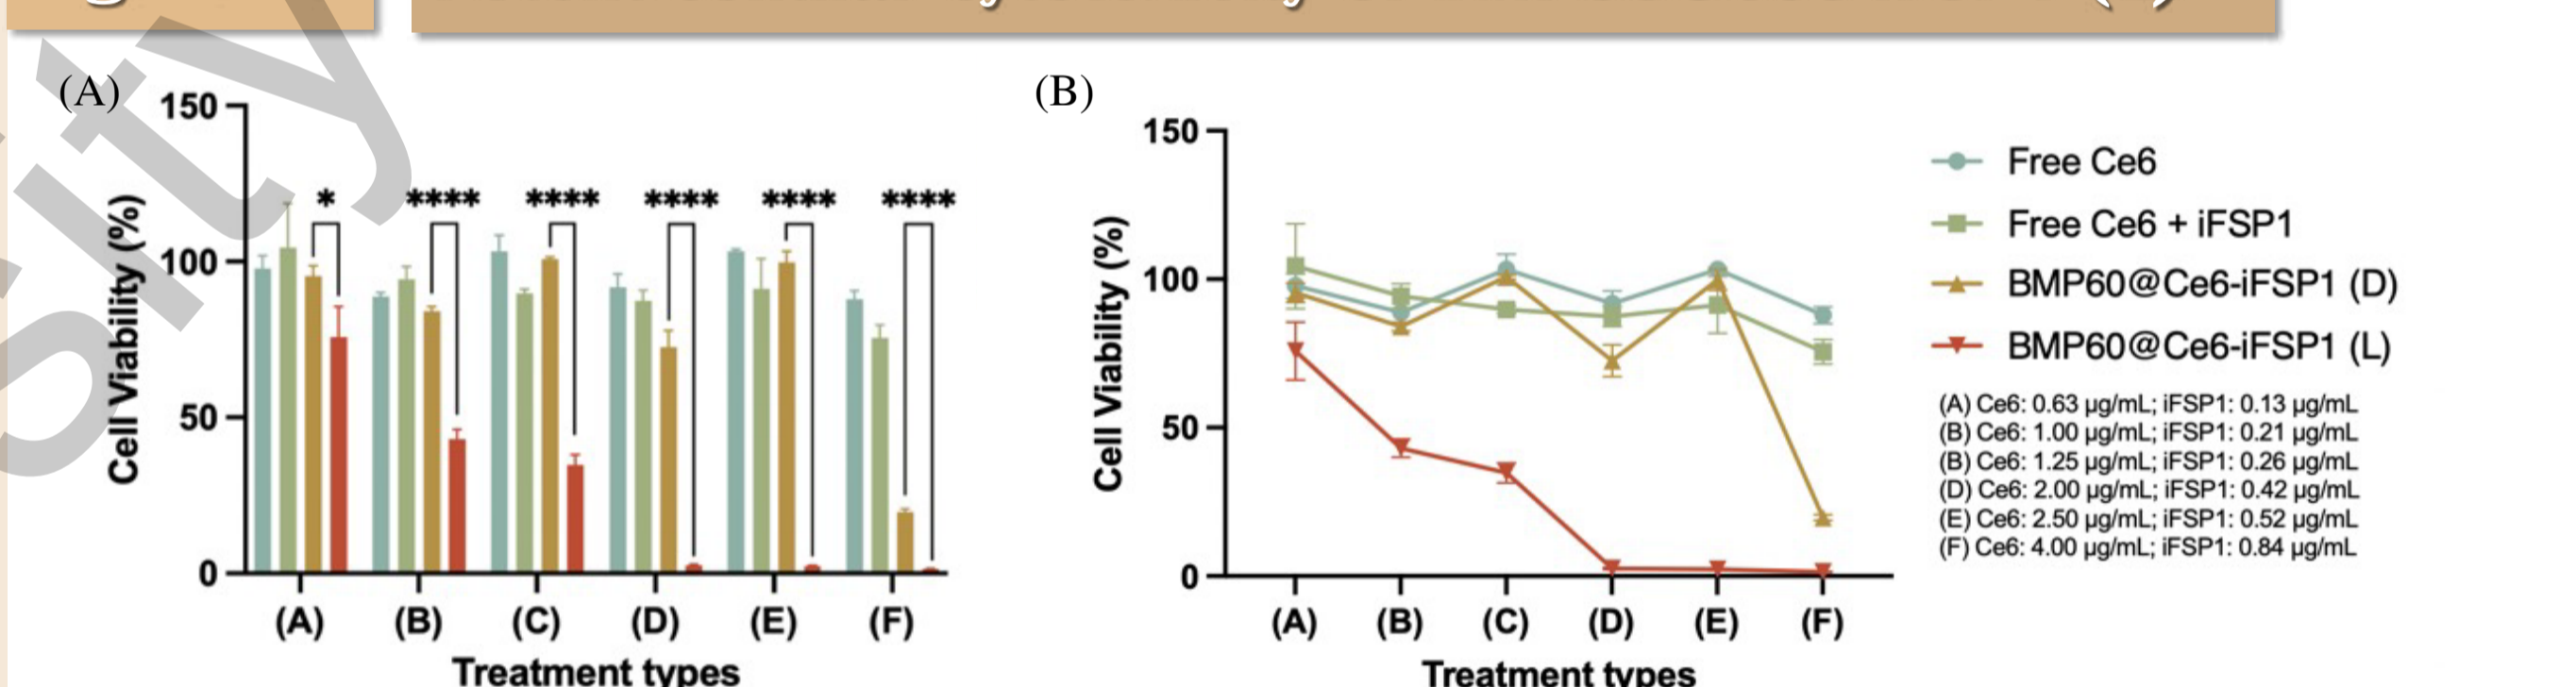 (A)
150
100
50
0
Cell Viability (%)
*
****
****
****
****
****
(A) (B) (C) (D) (E) (F)
Treatment types
(B)
150
100
50
0
Cell Viability (%)
(A) (B) (C) (D) (E) (F)
Treatment types
Free Ce6
Free Ce6 + iFSP1
BMP60@Ce6-iFSP1 (D)
BMP60@Ce6-iFSP1 (L)
(A) Ce6: 0.63 µg/mL; iFSP1: 0.13 µg/mL
(B) Ce6: 1.00 µg/mL; iFSP1: 0.21 µg/mL
(B) Ce6: 1.25 µg/mL; iFSP1: 0.26 µg/mL
(D) Ce6: 2.00 µg/mL; iFSP1: 0.42 µg/mL
(E) Ce6: 2.50 µg/mL; iFSP1: 0.52 µg/mL
(F) Ce6: 4.00 µg/mL; iFSP1: 0.84 µg/mL
sity